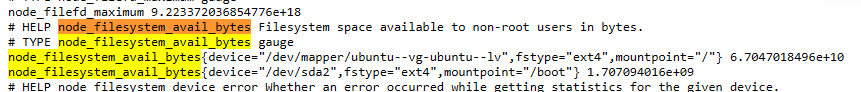 node_filefd_maximum 9.223372036854776e+18
# HELP node_filesystem_avail_bytes Filesystem space available to non-root users in bytes.
# TYPE node_filesystem_avail_bytes gauge
node_filesystem_avail_bytes{device="/dev/mapper/ubuntu--vg-ubuntu--lv",fstype="ext4",mountpoint="/"} 6.7047018496e+10
node_filesystem_avail_bytes{device="/dev/sda2",fstype="ext4",mountpoint="/boot"} 1.707094016e+09
# HELP node_filesystem_device_error Whether an error occurred while getting statistics for the given device.